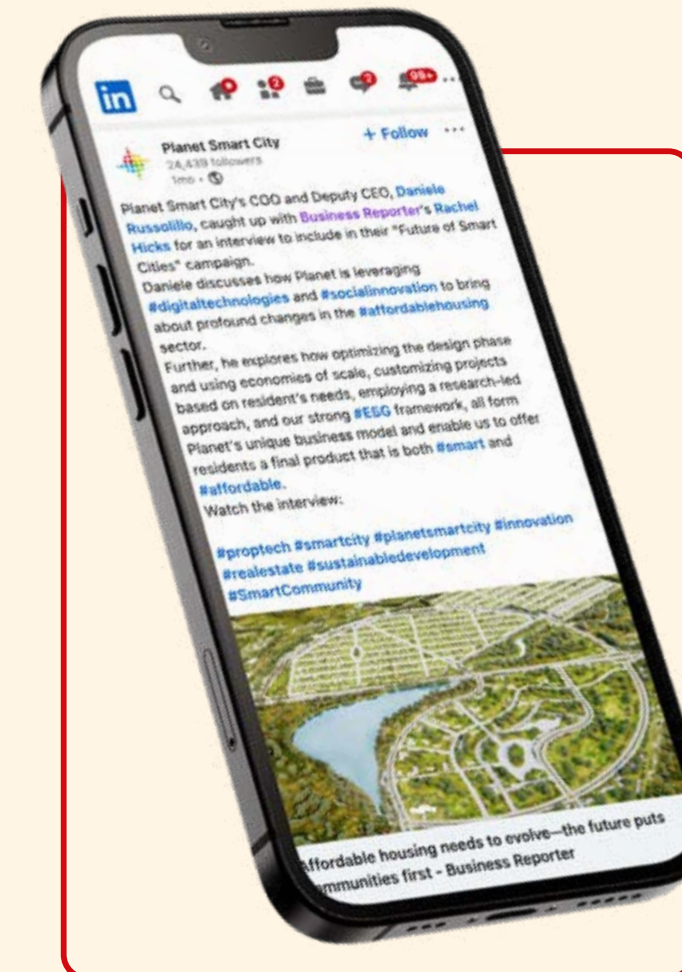 in
2
2
99+
Planet Smart City
+ Follow
24,439 followers
1mo •
Planet Smart City's COO and Deputy CEO, Daniele
Russolillo, caught up with Business Reporter's Rachel
Hicks for an interview to include in their "Future of Smart
Cities" campaign.
Daniele discusses how Planet is leveraging
#digitaltechnologies and #socialinnovation to bring
about profound changes in the #affordablehousing
sector.
Further, he explores how optimizing the design phase
and using economies of scale, customizing projects
based on resident's needs, employing a research-led
approach, and our strong #ESG framework, all form
Planet's unique business model and enable us to offer
residents a final product that is both #smart and
#affordable.
Watch the interview:
#proptech #smartcity #planetsmartcity #innovation
#realestate #sustainabledevelopment
#SmartCommunity
ffordable housing needs to evolve—the future puts
mmunities first - Business Reporter